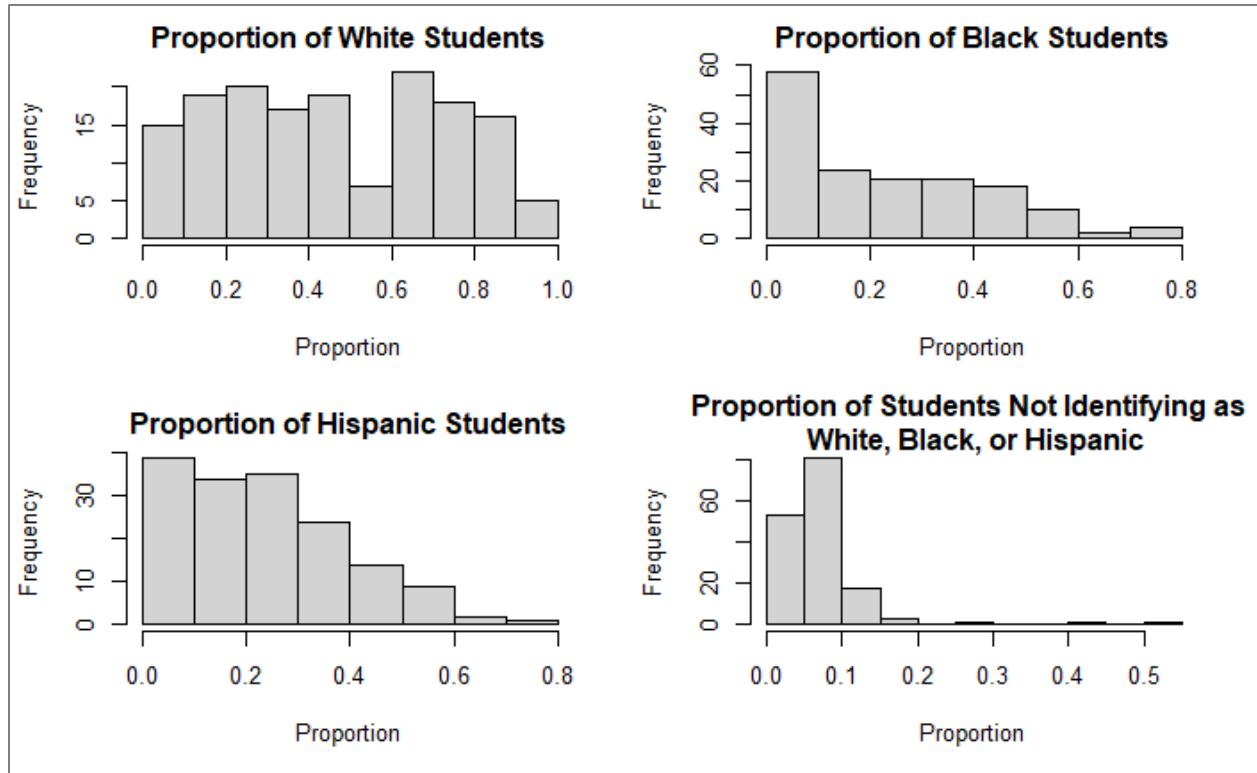 Proportion of White Students
Frequency
15
5
0
0.0 0.2 0.4 0.6 0.8 1.0
Proportion
Proportion of Black Students
Frequency
60
40
20
0
0.0 0.2 0.4 0.6 0.8
Proportion
Proportion of Hispanic Students
Frequency
30
10
0
0.0 0.2 0.4 0.6 0.8
Proportion
Proportion of Students Not Identifying as
White, Black, or Hispanic
Frequency
60
20
0
0.0 0.1 0.2 0.3 0.4 0.5
Proportion